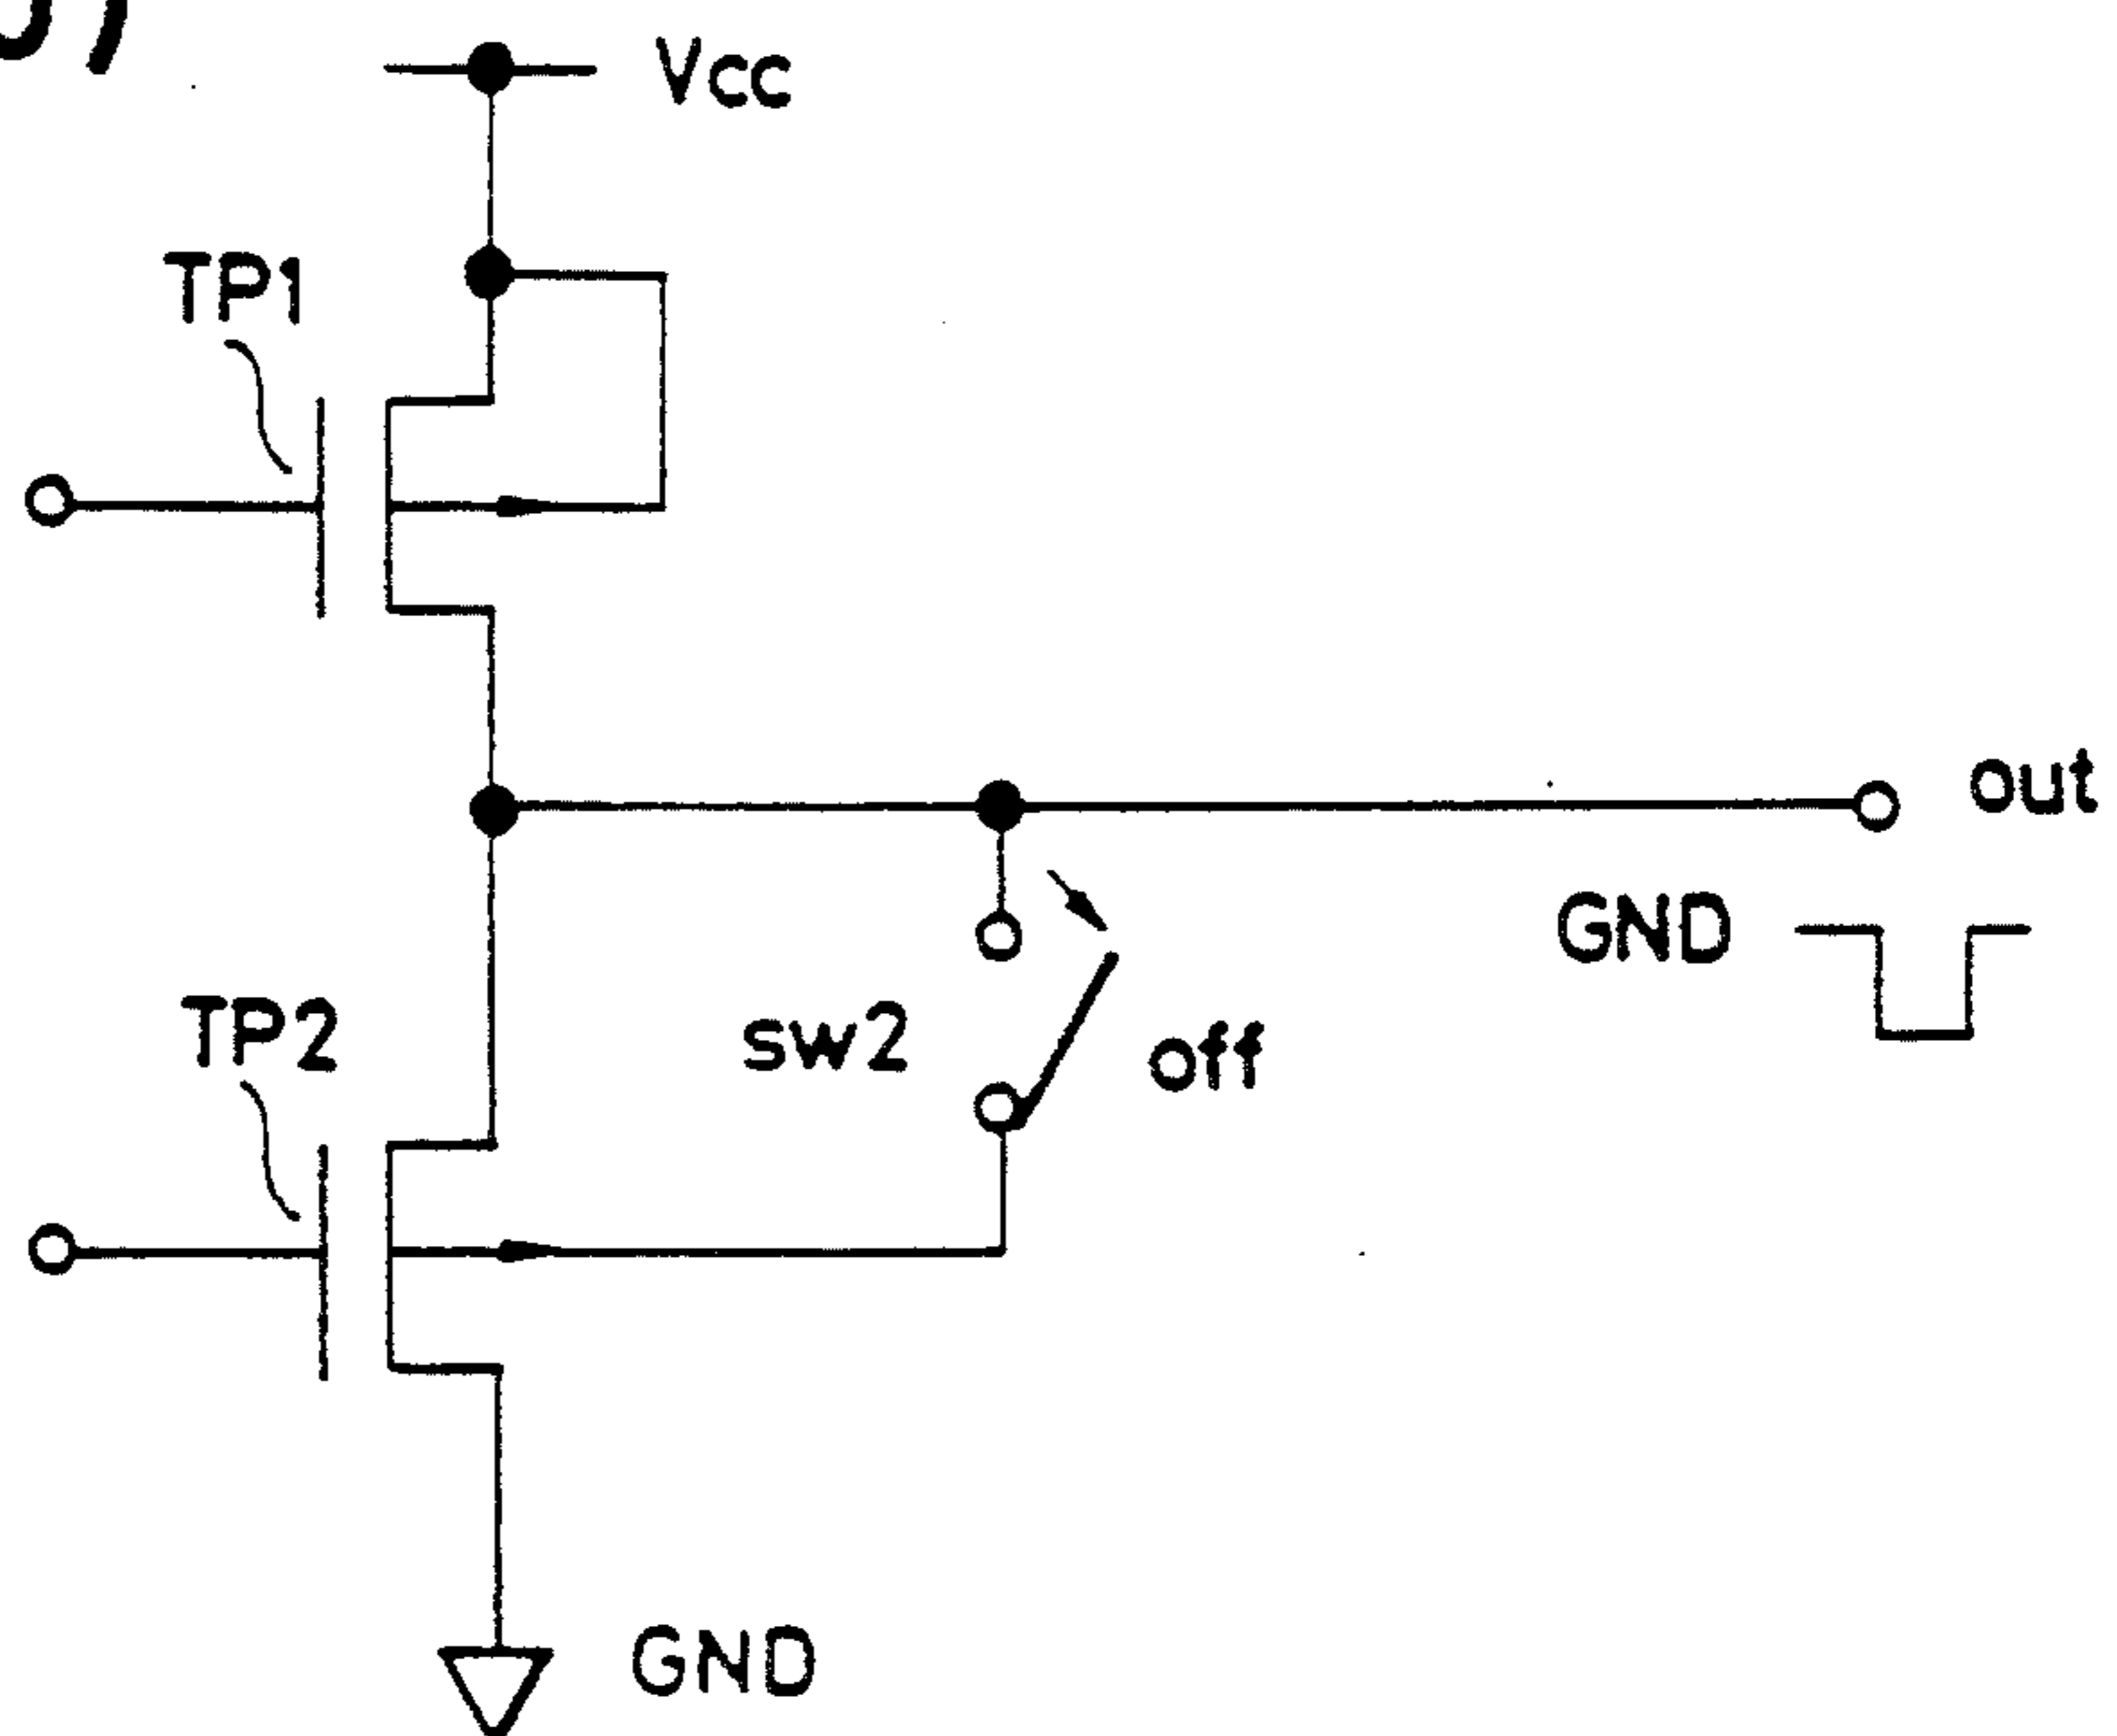 Vcc
TP1
out
GND
TP2
sw2
off
GND